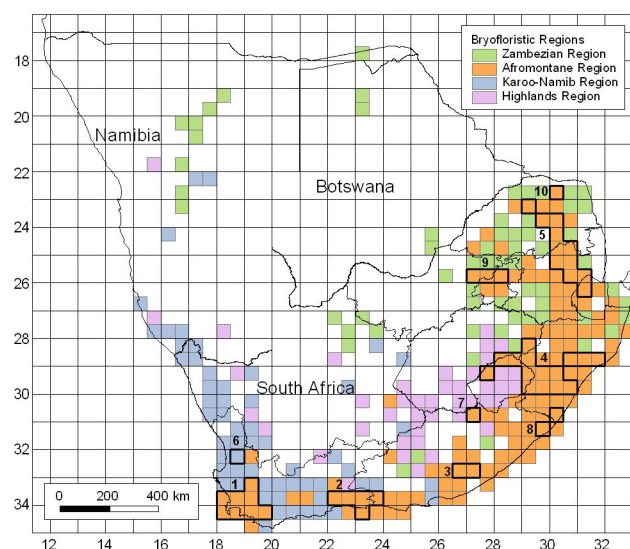 Bryofloristic Regions
Zambezian Region
Afromontane Region
Karoo-Namib Region
Highlands Region
18
20
22
24
26
28
30
32
34
Namibia
Botswana
South Africa
10
5
9
4
7
8
3
6
1
2
0 200 400 km
12 14 16 18 20 22 24 26 28 30 32